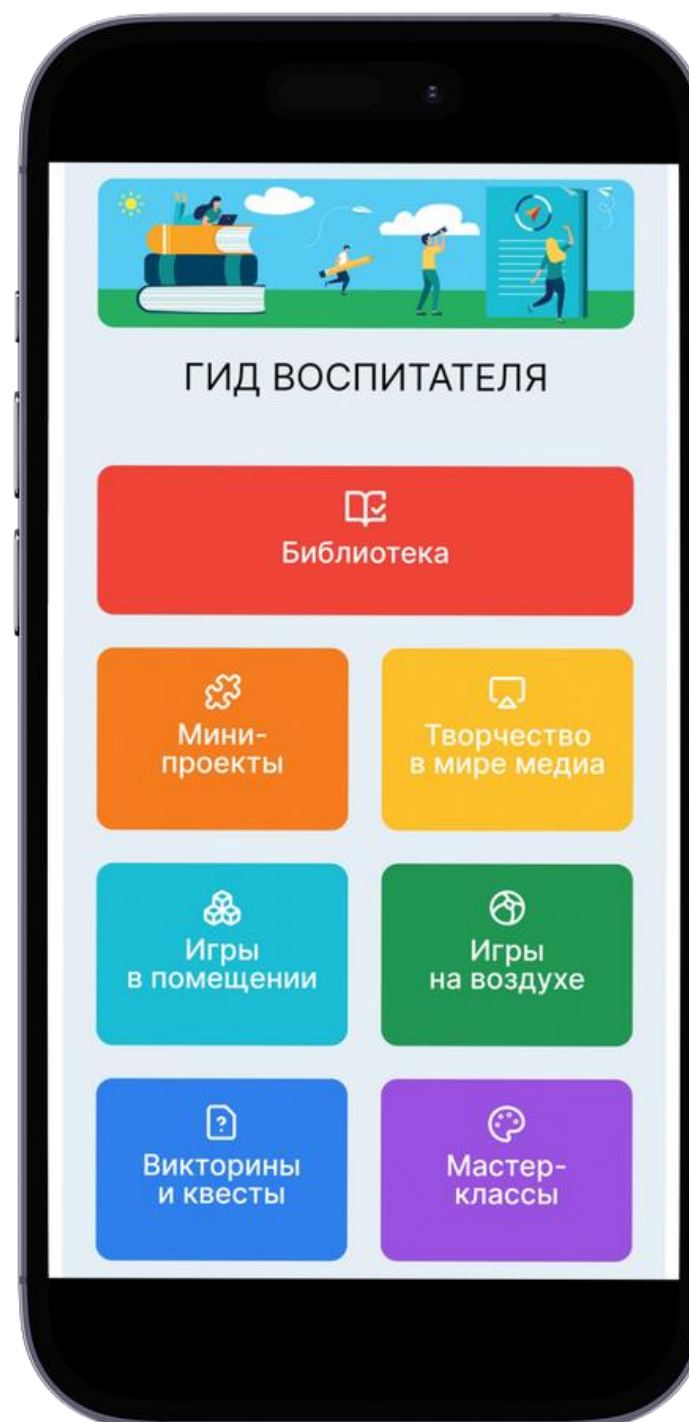 ГИД ВОСПИТАТЕЛЯ
Библиотека
Мини-
проекты
Творчество
в мире медиа
Игры
в помещении
Игры
на воздухе
Викторины
и квесты
Мастер-
классы